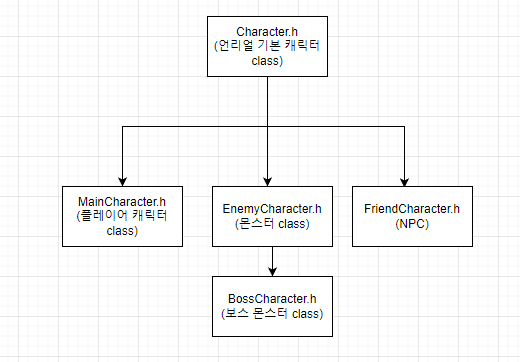 Character.h
(언리얼 기본 캐릭터
class)
MainCharacter.h
(플레이어 캐릭터
class)
EnemyCharacter.h
(몬스터 class)
FriendCharacter.h
(NPC)
BossCharacter.h
(보스 몬스터 class)